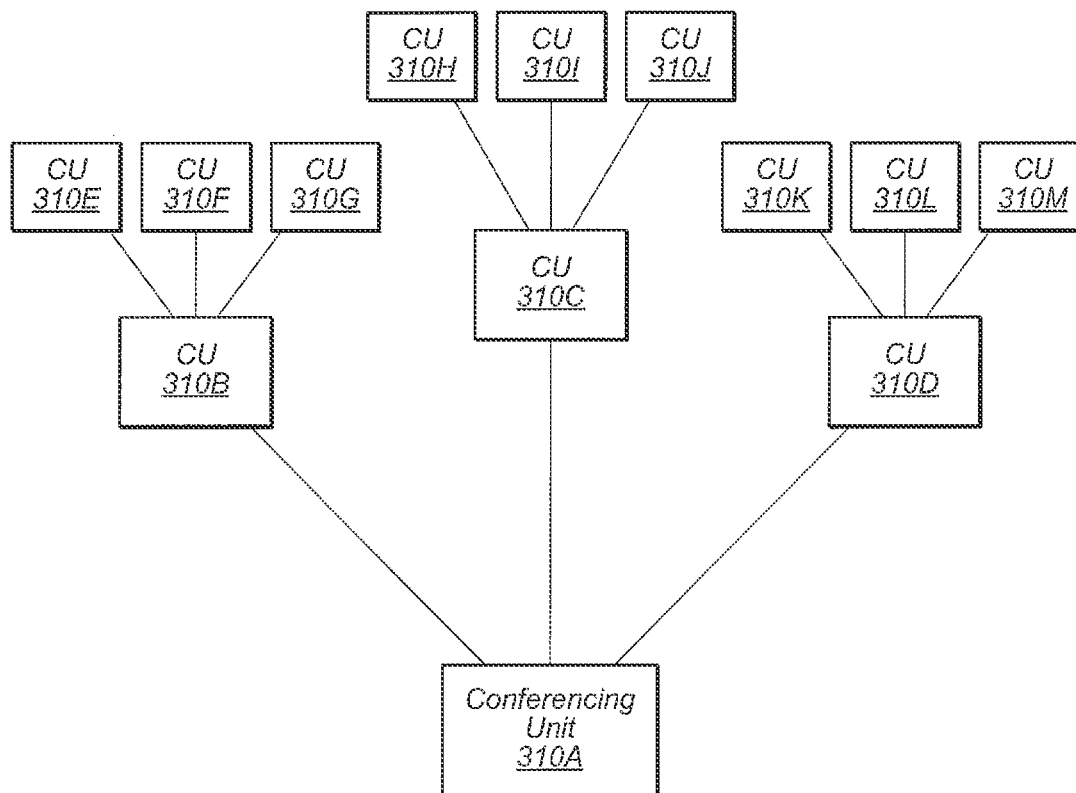 CU
310H
CU
310I
CU
310J
CU
310E
CU
310F
CU
310G
CU
310K
CU
310L
CU
310M
CU
310C
CU
310B
CU
310D
Conferencing
Unit
310A